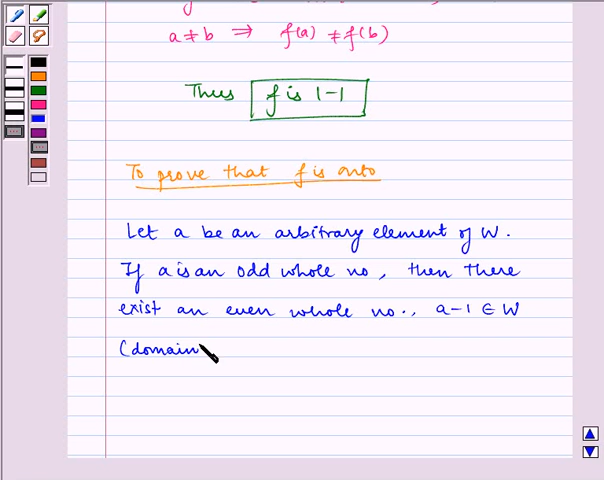 a ≠ b ⇒ f(a) ≠ f(b)
Thus f is 1-1
To prove that f is onto
Let a be an arbitrary element of W.
If a is an odd whole no, then there
exist an even whole no., a-1 ∈ W
(domain